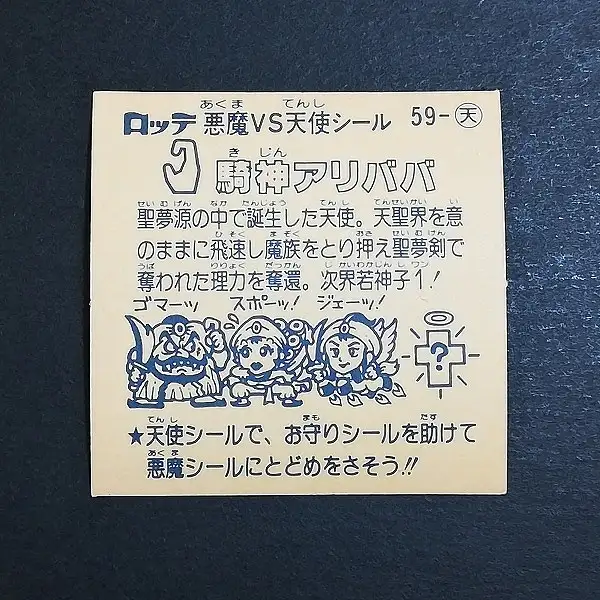 ロッテ 悪魔VS天使シール 59-天
騎神アリババ
聖夢源の中で誕生した天使。天聖界を意
のままに飛速し魔族をとり押え聖夢剣で
奪われた理力を奪還。次界若神子1!
ゴマーッ スポーッ! ジェーッ!
?
★天使シールで、お守りシールを助けて
悪魔シールにとどめをさそう!!